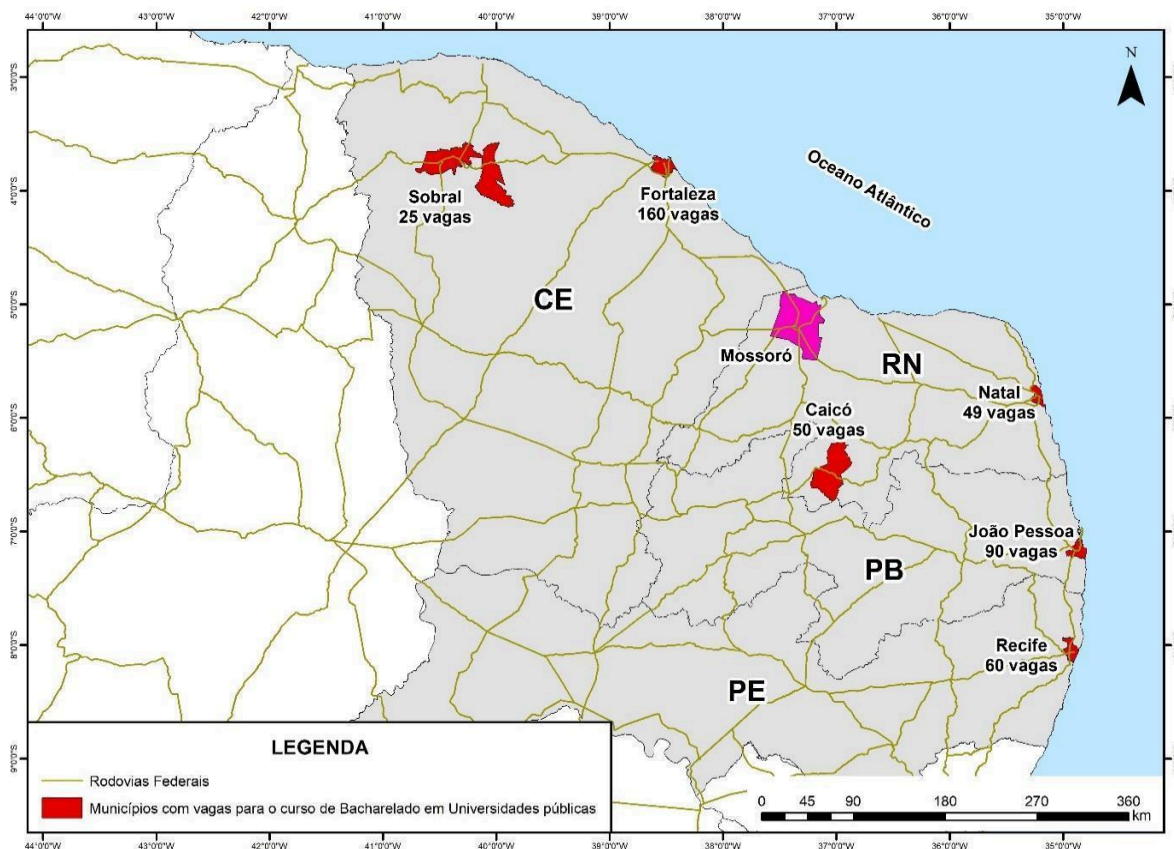 44°0'0"W
43°0'0"W
42°0'0"W
41°0'0"W
40°0'0"W
39°0'0"W
38°0'0"W
37°0'0"W
36°0'0"W
35°0'0"W
3°0'0"S
4°0'0"S
5°0'0"S
6°0'0"S
7°0'0"S
8°0'0"S
9°0'0"S
N
Oceano Atlântico
Sobral
25 vagas
Fortaleza
160 vagas
CE
Mossoró
RN
Natal
49 vagas
Caicó
50 vagas
João Pessoa
90 vagas
PB
Recife
60 vagas
PE
LEGENDA
Rodovias Federais
Municípios com vagas para o curso de Bacharelado em Universidades públicas
0 45 90 180 270 360
km
44°0'0"W
43°0'0"W
42°0'0"W
41°0'0"W
40°0'0"W
39°0'0"W
38°0'0"W
37°0'0"W
36°0'0"W
35°0'0"W